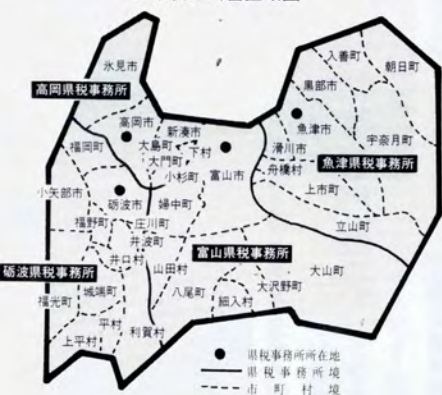 氷見市
高岡県税事務所
高岡市
新湊市
大島町
下村
大門町
福岡町
小杉町
富山市
小矢部市
砺波市
婦中町
福野町
庄川町
井波町
砺波県税事務所
井口村
山田村
富山県税事務所
福光町
城端町
八尾町
細入村
大沢野町
大山町
平村
上平村
利賀村
入善町
朝日町
黒部市
魚津市
宇奈月町
滑川市
舟橋村
魚津県税事務所
上市町
立山町
県税事務所所在地
県税事務所境
市町村境